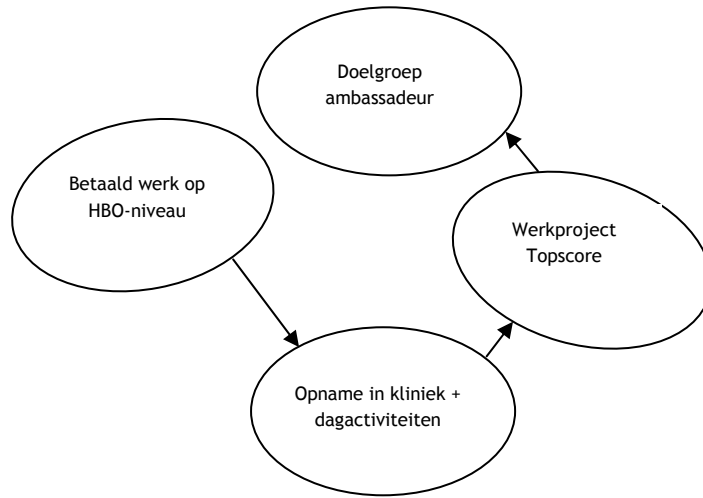 Doelgroep
ambassadeur
Betaald werk op
HBO-niveau
Werkproject
Topscore
Opname in kliniek +
dagactiviteiten